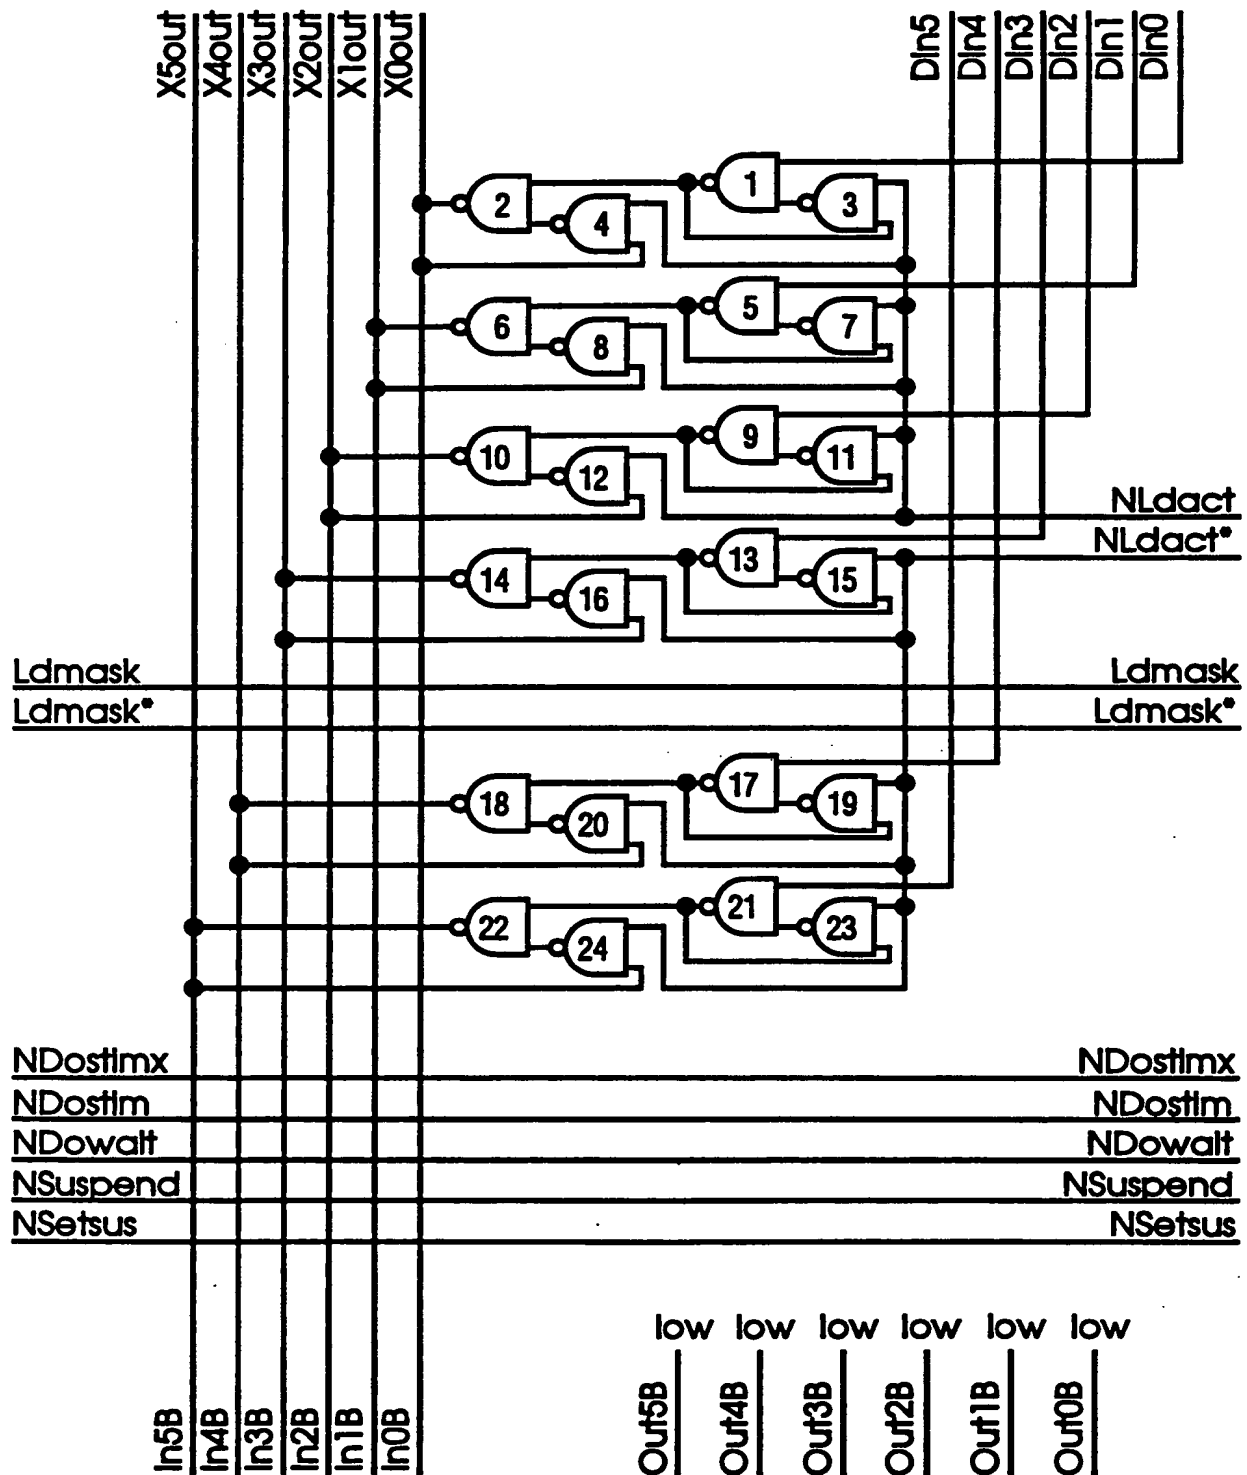 X5out
X4out
X3out
X2out
X1out
X0out
DIn5
DIn4
DIn3
DIn2
DIn1
DIn0
1
2
3
4
5
6
7
8
9
10
11
12
NLdact
NLdact*
13
14
15
16
Ldmask
Ldmask
Ldmask*
Ldmask*
17
18
19
20
21
22
23
24
NDostimx
NDostimx
NDostim
NDostim
NDowait
NDowait
NSuspend
NSuspend
NSetsus
NSetsus
low low low low low low
In5B
In4B
In3B
In2B
In1B
In0B
Out5B
Out4B
Out3B
Out2B
Out1B
Out0B